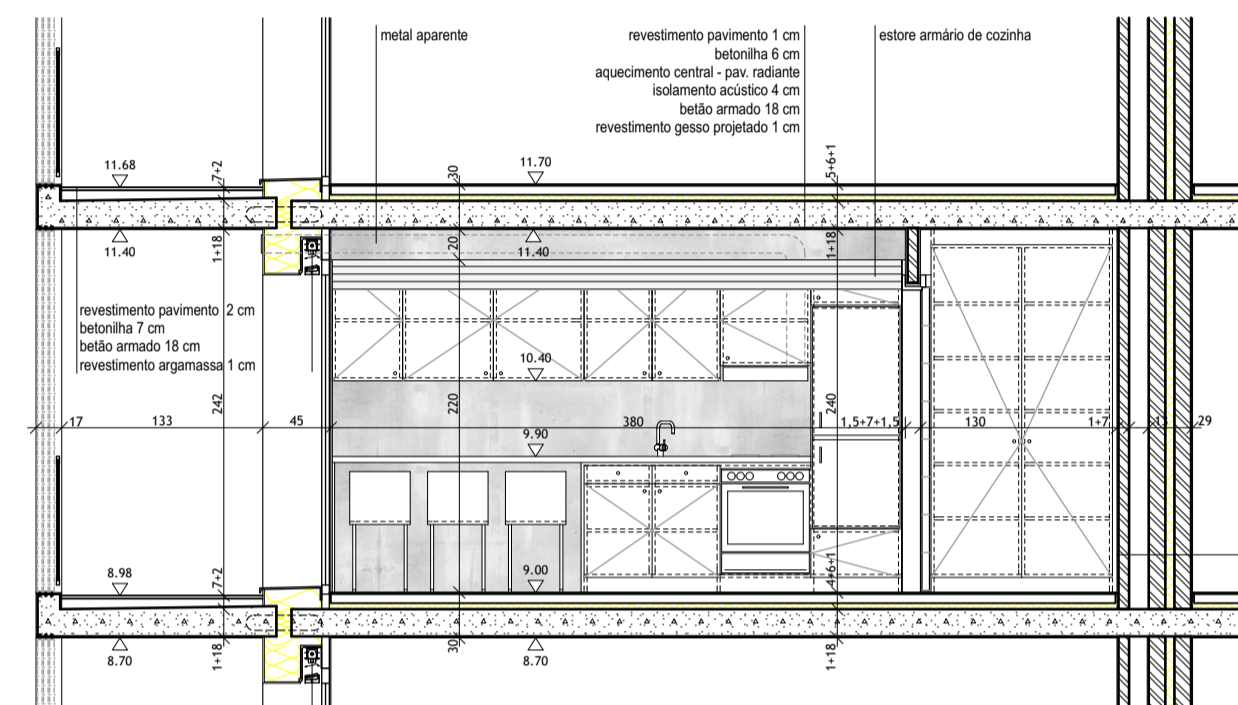 metal aparente
revestimento pavimento 1 cm
betonilha 6 cm
aquecimento central - pav. radiante
isolamento acústico 4 cm
betão armado 18 cm
revestimento gesso projetado 1 cm
estore armário de cozinha
11.68
7+2
30
11.70
5+6+1
11.40
1+18
20
11.40
1+18
revestimento pavimento 2 cm
betonilha 7 cm
betão armado 18 cm
revestimento argamassa 1 cm
10.40
242
220
240
17
133
45
380
1,5+7+1,5
130
1+7
29
9.90
8.98
7+2
9.00
4+6+1
8.70
1+18
30
8.70
1+18